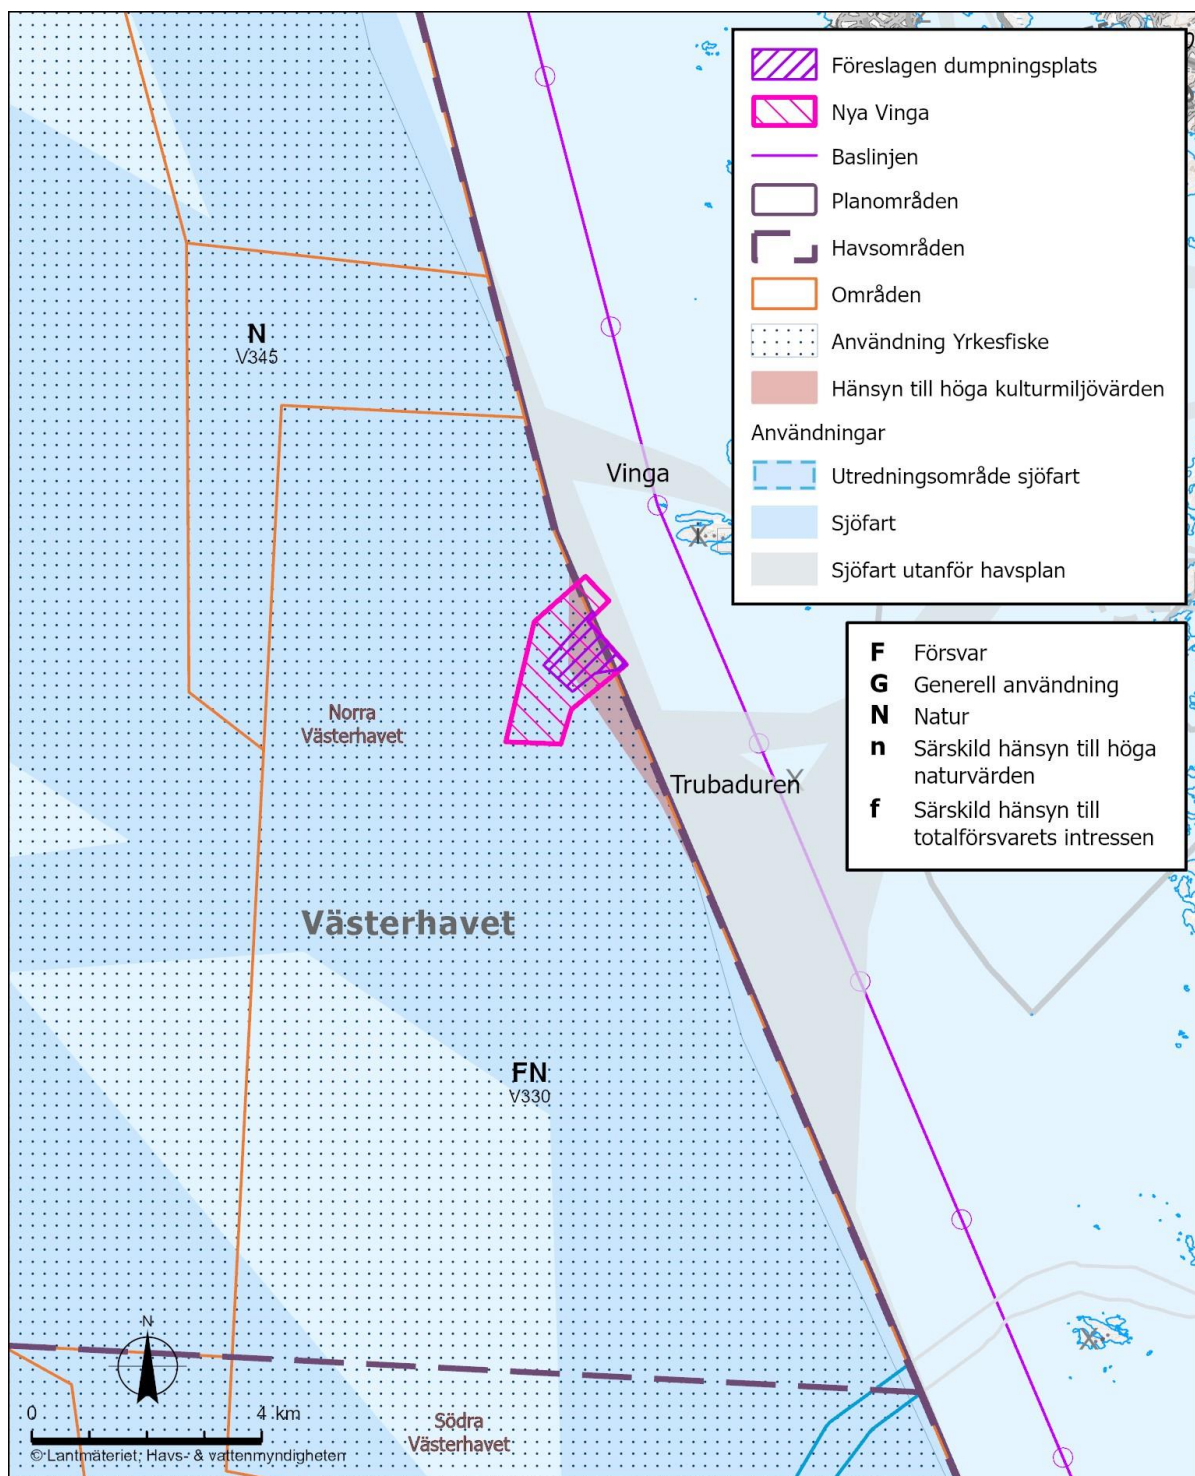 Föreslagen dumpningsplats
Nya Vinga
Baslinjen
Planområden
Havsområden
Områden
Användning Yrkesfiske
Hänsyn till höga kulturmiljövärden
Användningar
Utredningsområde sjöfart
Sjöfart
Sjöfart utanför havsplan
F Försvar
G Generell användning
N Natur
n Särskild hänsyn till höga
naturvärden
f Särskild hänsyn till
totalförsvarets intressen
N
V345
Vinga
Norra
Västerhavet
Trubaduren
Västerhavet
FN
V330
N
0 4 km
Södra
Västerhavet
© Lantmäteriet, Havs- & vattenmyndigheten